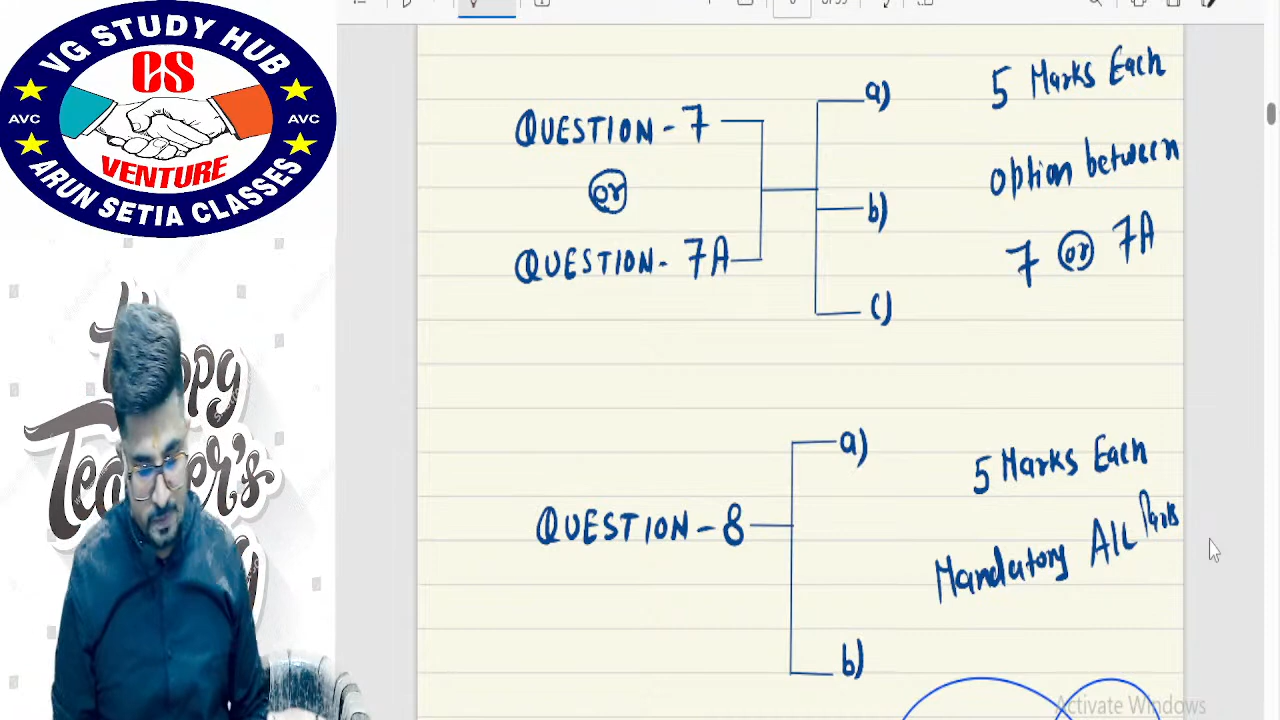 VG STUDY HUB
CS
AVC
AVC
VENTURE
ARUN SETIA CLASSES
QUESTION - 7
or
QUESTION - 7A
a)
b)
c)
5 Marks Each
option between
7 or 7A
QUESTION - 8
a)
b)
5 Marks Each
Mandatory All Parts
Activate Windows